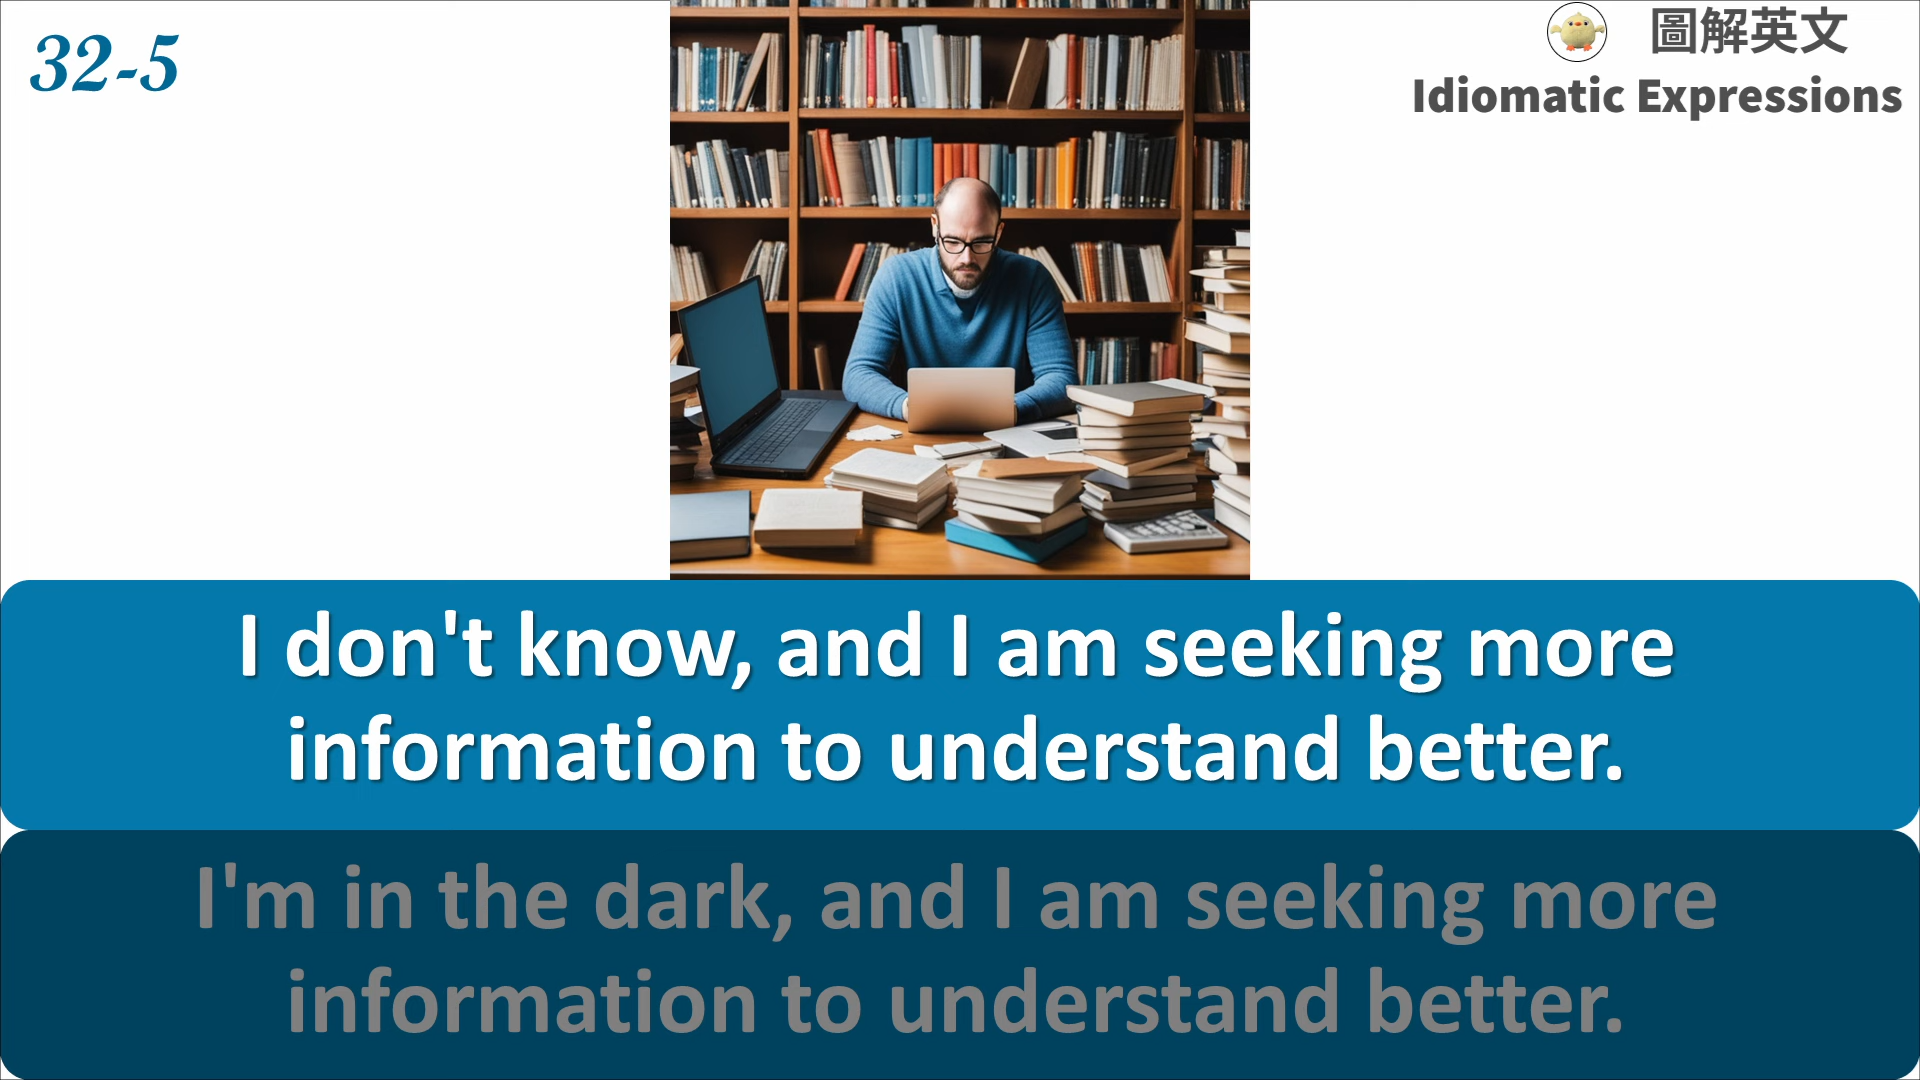 32-5
圖解英文
Idiomatic Expressions
I don't know, and I am seeking more
information to understand better.
I'm in the dark, and I am seeking more
information to understand better.